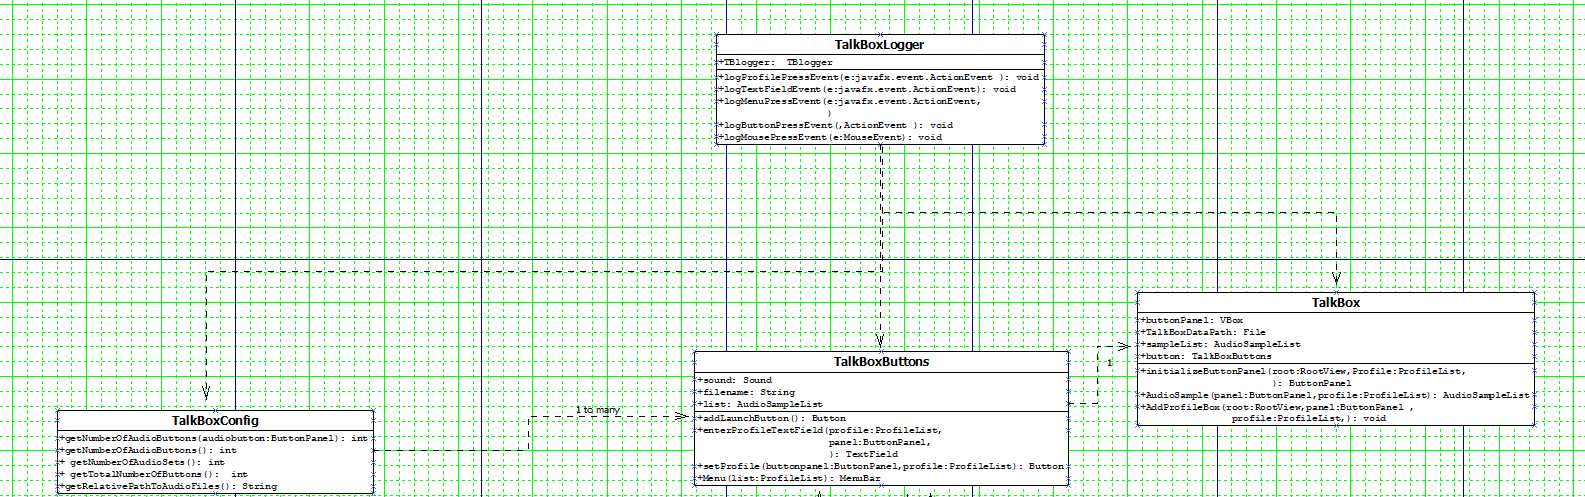 TalkBoxLogger
+TBlogger:  TBlogger
+logProfilePressEvent(e:javafx.event.ActionEvent ): void
+logTextFieldEvent(e:javafx.event.ActionEvent): void
+logMenuPressEvent(e:javafx.event.ActionEvent,
)
+logButtonPressEvent(,ActionEvent ): void
+logMousePressEvent(e:MouseEvent): void
TalkBox
+buttonPanel: VBox
+TalkBoxDataPath: File
+sampleList: AudioSampleList
+button: TalkBoxButtons
+initializeButtonPanel(root:RootView,Profile:ProfileList,
): ButtonPanel
+AudioSample(panel:ButtonPanel,profile:ProfileList): AudioSampleList
+AddProfileBox(root:RootView,panel:ButtonPanel ,
profile:ProfileList,): void
1
TalkBoxButtons
+sound: Sound
+filename: String
+list: AudioSampleList
+addLaunchButton(): Button
+enterProfileTextField(profile:ProfileList,
panel:ButtonPanel,
): TextField
+setProfile(buttonpanel:ButtonPanel,profile:ProfileList): Button
+Menu(list:ProfileList): MenuBar
1 to many
TalkBoxConfig
+getNumberOfAudioButtons(audiobutton:ButtonPanel): int
+getNumberOfAudioButtons(): int
+ getNumberOfAudioSets(): int
+ getTotalNumberOfButtons():  int
+getRelativePathToAudioFiles(): String